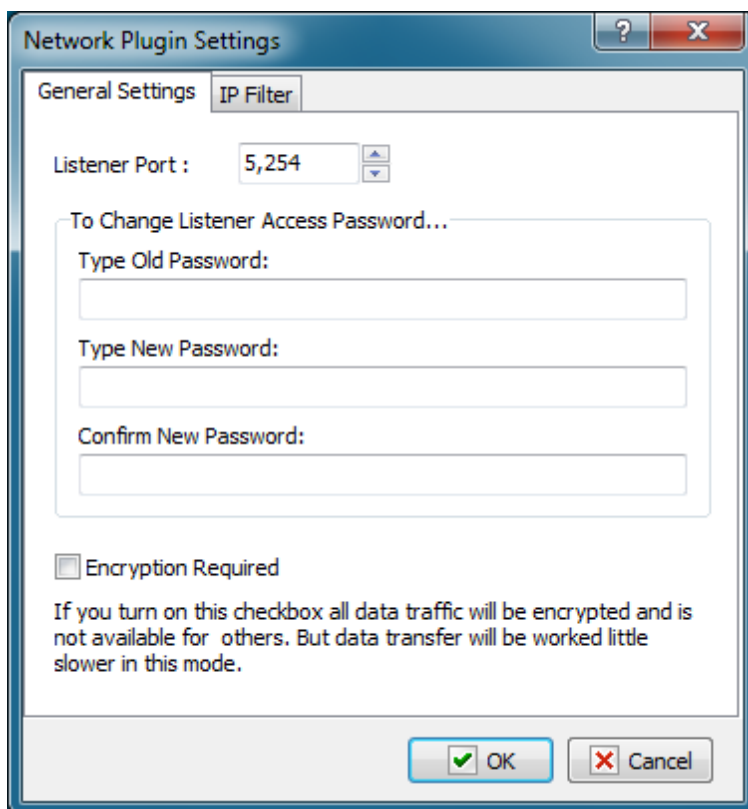 Network Plugin Settings
?
X
General Settings
IP Filter
Listener Port :
5,254
To Change Listener Access Password...
Type Old Password:
Type New Password:
Confirm New Password:
Encryption Required
If you turn on this checkbox all data traffic will be encrypted and is
not available for others. But data transfer will be worked little
slower in this mode.
OK
Cancel